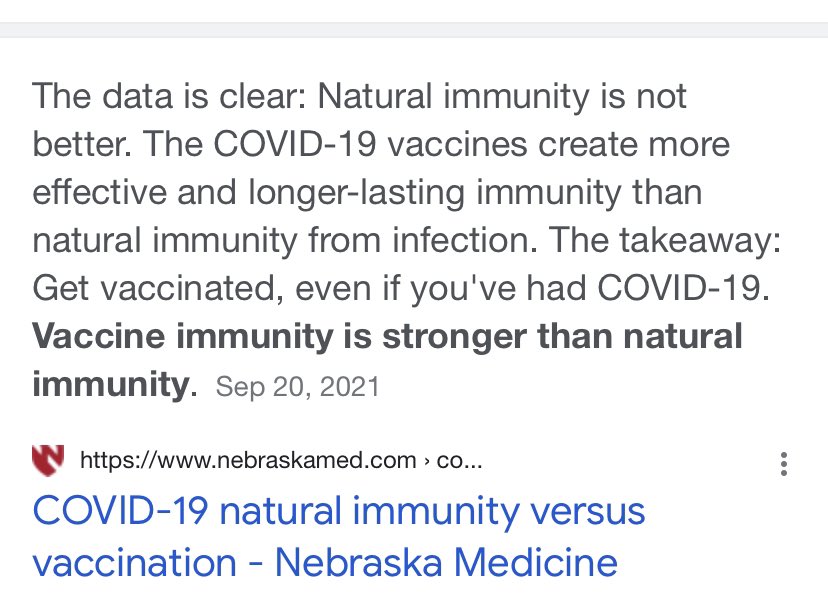 The data is clear: Natural immunity is not
better. The COVID-19 vaccines create more
effective and longer-lasting immunity than
natural immunity from infection. The takeaway:
Get vaccinated, even if you've had COVID-19.
Vaccine immunity is stronger than natural
immunity. Sep 20, 2021
https://www.nebraskamed.com › co...
COVID-19 natural immunity versus
vaccination - Nebraska Medicine